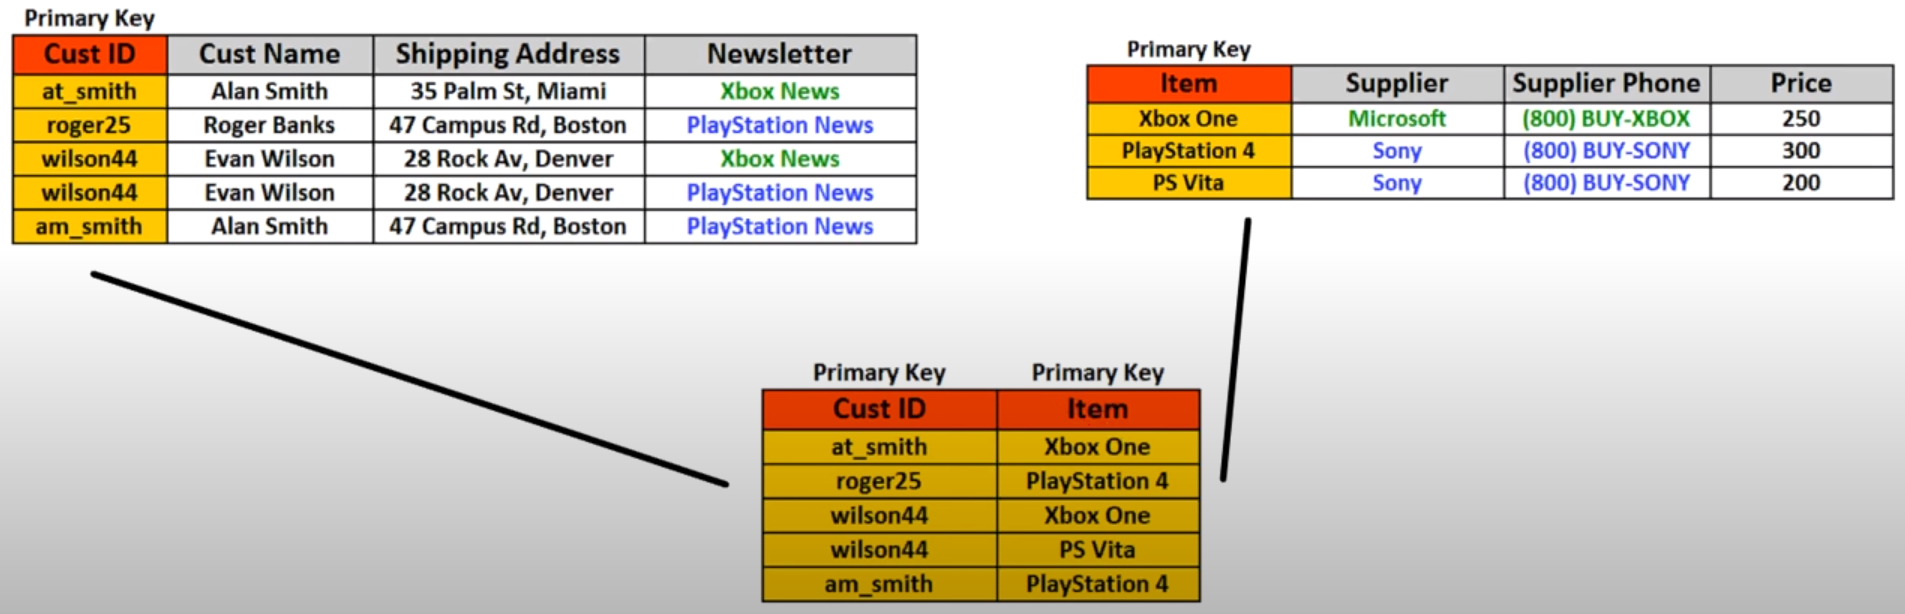 Primary Key
Cust ID Cust Name Shipping Address Newsletter
at_smith Alan Smith 35 Palm St, Miami Xbox News
roger25 Roger Banks 47 Campus Rd, Boston PlayStation News
wilson44 Evan Wilson 28 Rock Av, Denver Xbox News
wilson44 Evan Wilson 28 Rock Av, Denver PlayStation News
am_smith Alan Smith 47 Campus Rd, Boston PlayStation News
Primary Key
Item Supplier Supplier Phone Price
Xbox One Microsoft (800) BUY-XBOX 250
PlayStation 4 Sony (800) BUY-SONY 300
PS Vita Sony (800) BUY-SONY 200
Primary Key Primary Key
Cust ID Item
at_smith Xbox One
roger25 PlayStation 4
wilson44 Xbox One
wilson44 PS Vita
am_smith PlayStation 4